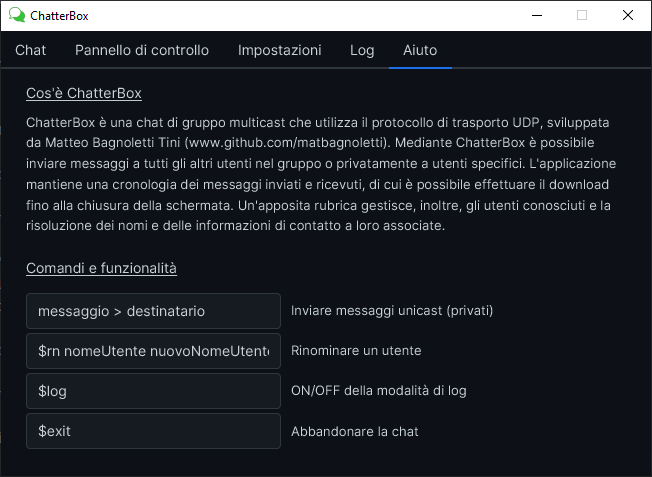 ChatterBox
Chat Pannello di controllo Impostazioni Log Aiuto
Cos'è ChatterBox
ChatterBox è una chat di gruppo multicast che utilizza il protocollo di trasporto UDP, sviluppata
da Matteo Bagnoletti Tini (www.github.com/matbagnoletti). Mediante ChatterBox è possibile
inviare messaggi a tutti gli altri utenti nel gruppo o privatamente a utenti specifici. L'applicazione
mantiene una cronologia dei messaggi inviati e ricevuti, di cui è possibile effettuare il download
fino alla chiusura della schermata. Un'apposita rubrica gestisce, inoltre, gli utenti conosciuti e la
risoluzione dei nomi e delle informazioni di contatto a loro associate.
Comandi e funzionalità
messaggio > destinatario Inviare messaggi unicast (privati)
$rn nomeUtente nuovoNomeUtente Rinominare un utente
$log ON/OFF della modalità di log
$exit Abbandonare la chat